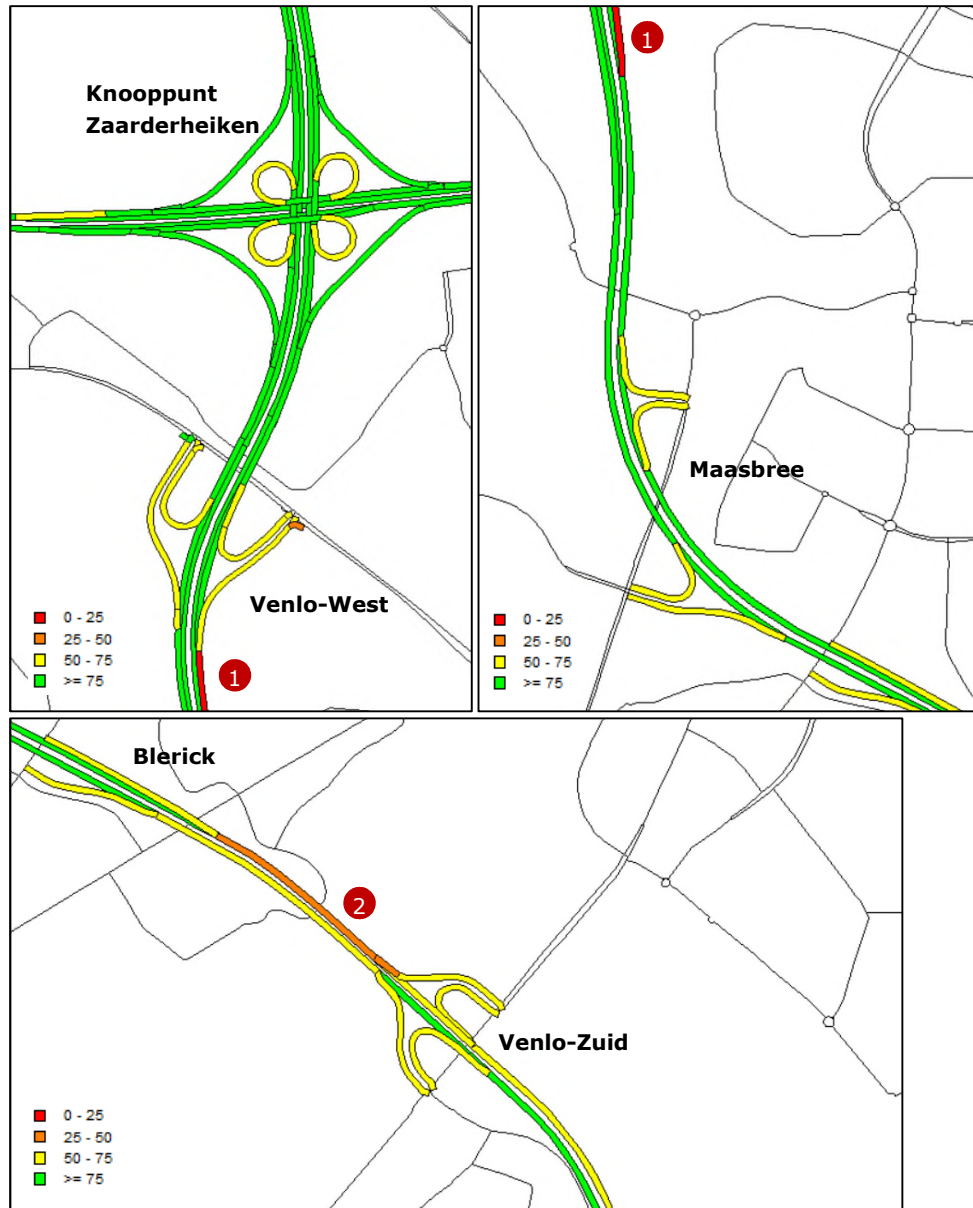 Knooppunt
Zaarderheiken
Venlo-West
0 - 25
25 - 50
50 - 75
>= 75
1
1
Maasbree
0 - 25
25 - 50
50 - 75
>= 75
Blerick
2
Venlo-Zuid
0 - 25
25 - 50
50 - 75
>= 75